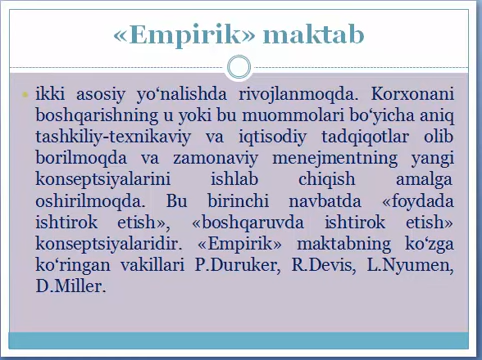 «Empirik» maktab
ikki asosiy yo‘nalishda rivojlanmoqda. Korxonani
boshqarishning u yoki bu muommolari bo‘yicha aniq
tashkiliy-texnikaviy va iqtisodiy tadqiqotlar olib
borilmoqda va zamonaviy menejmentning yangi
konseptsiyalarini ishlab chiqish amalga
oshirilmoqda. Bu birinchi navbatda «foydada
ishtirok etish», «boshqaruvda ishtirok etish»
konseptsiyalaridir. «Empirik» maktabning ko‘zga
ko‘ringan vakillari P.Duruker, R.Devis, L.Nyumen,
D.Miller.